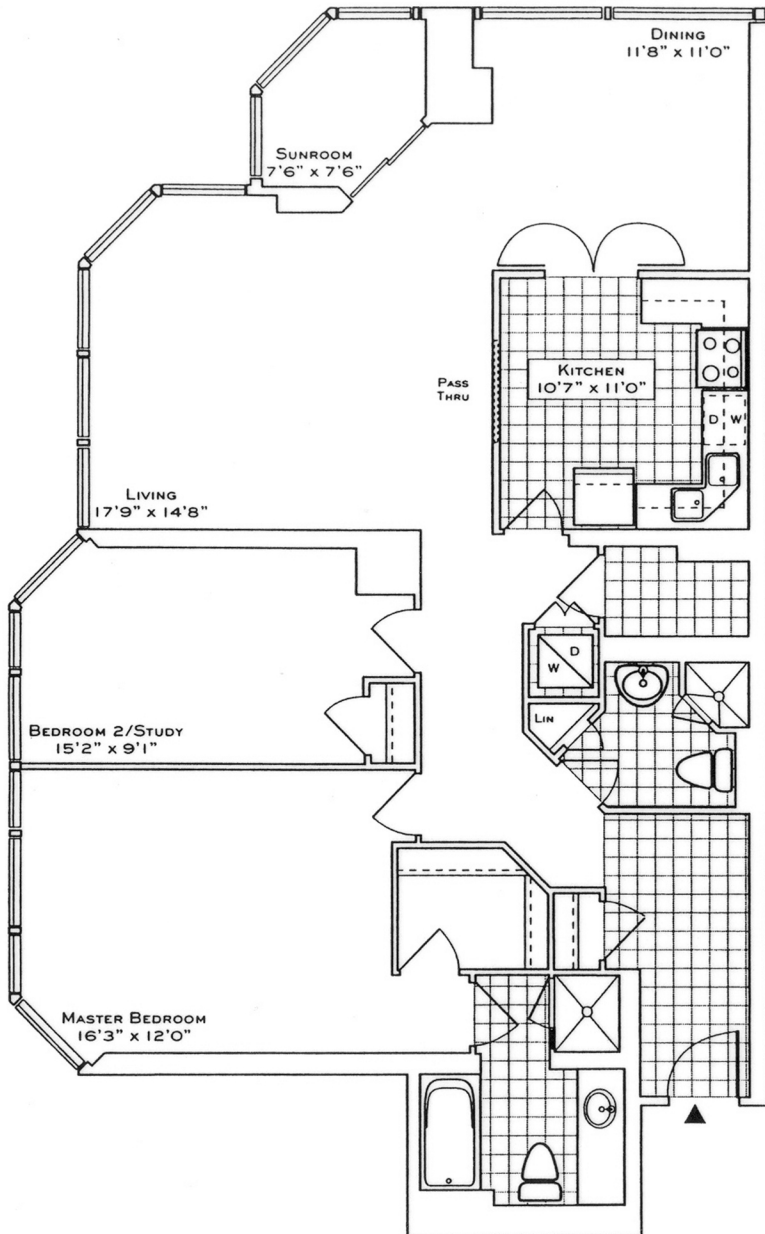 DINING
11'8" x 11'0"
SUNROOM
7'6" x 7'6"
PASS
THRU
KITCHEN
10'7" x 11'0"
D W
LIVING
17'9" x 14'8"
D
W
LIN
BEDROOM 2/STUDY
15'2" x 9'1"
MASTER BEDROOM
16'3" x 12'0"